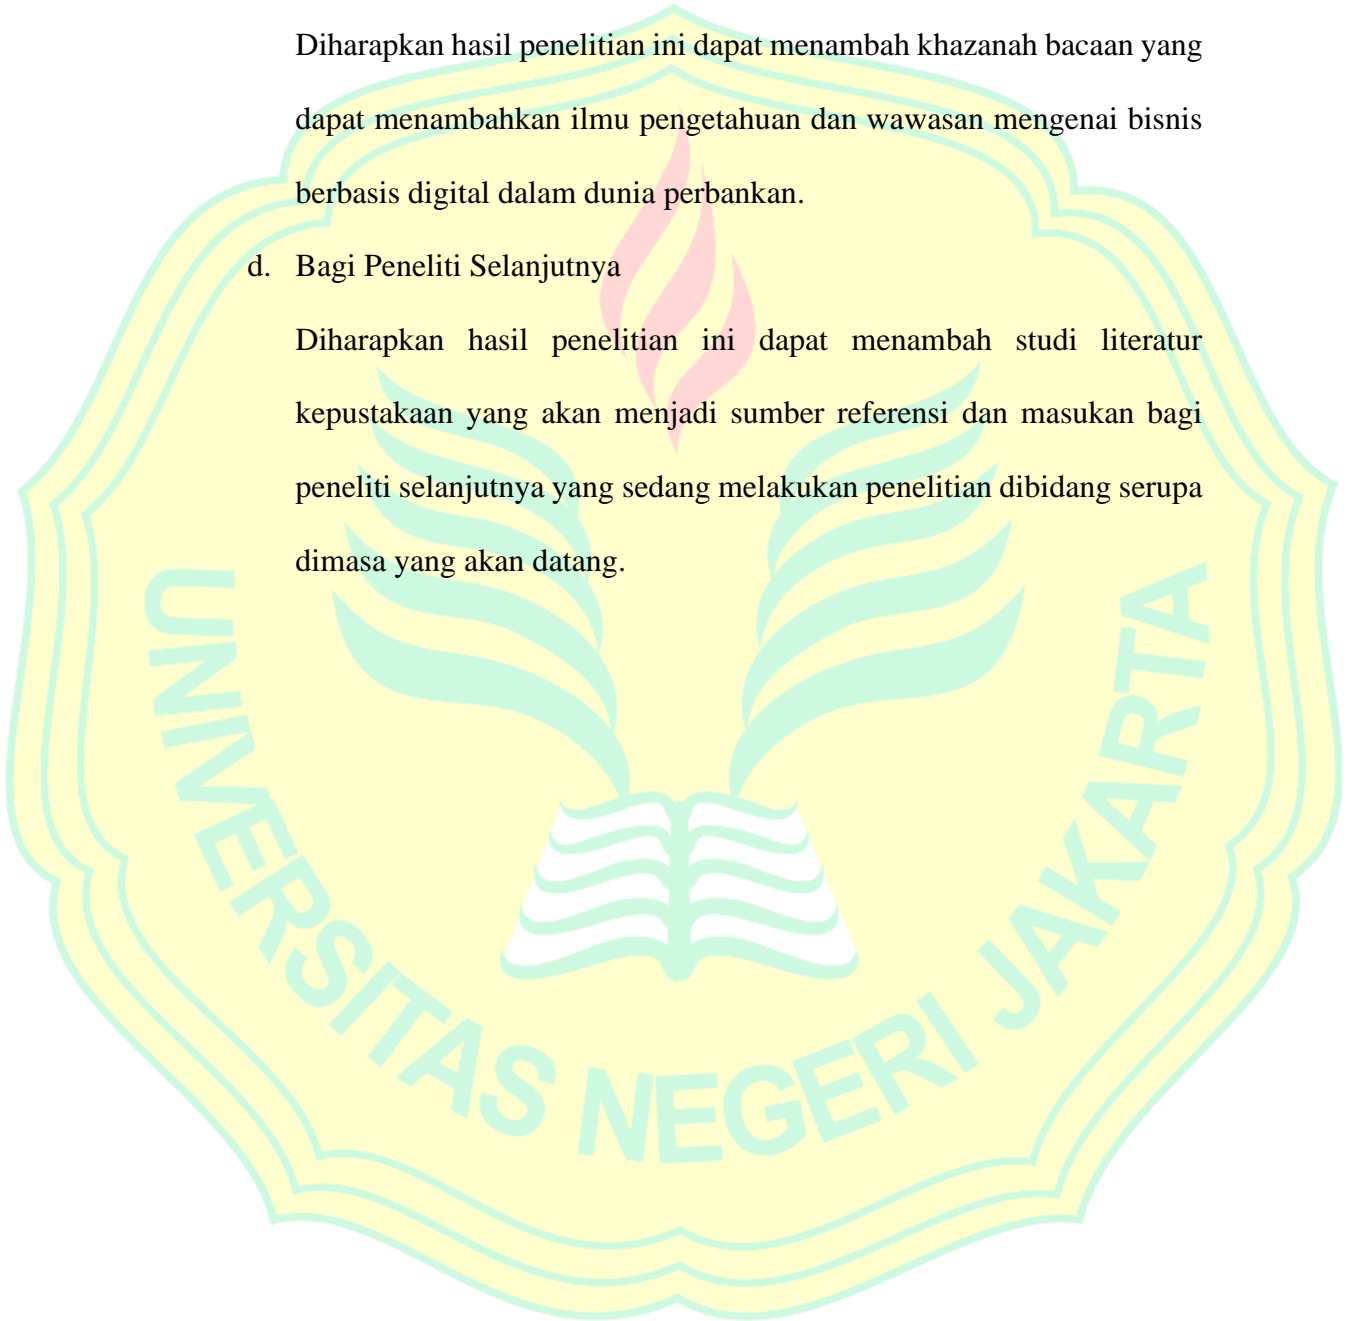 Diharapkan hasil penelitian ini dapat menambah khazanah bacaan yang
dapat menambahkan ilmu pengetahuan dan wawasan mengenai bisnis
berbasis digital dalam dunia perbankan.
d. Bagi Peneliti Selanjutnya
Diharapkan hasil penelitian ini dapat menambah studi literatur
kepustakaan yang akan menjadi sumber referensi dan masukan bagi
peneliti selanjutnya yang sedang melakukan penelitian dibidang serupa
dimasa yang akan datang.
UNIVERSITAS NEGERI JAKARTA